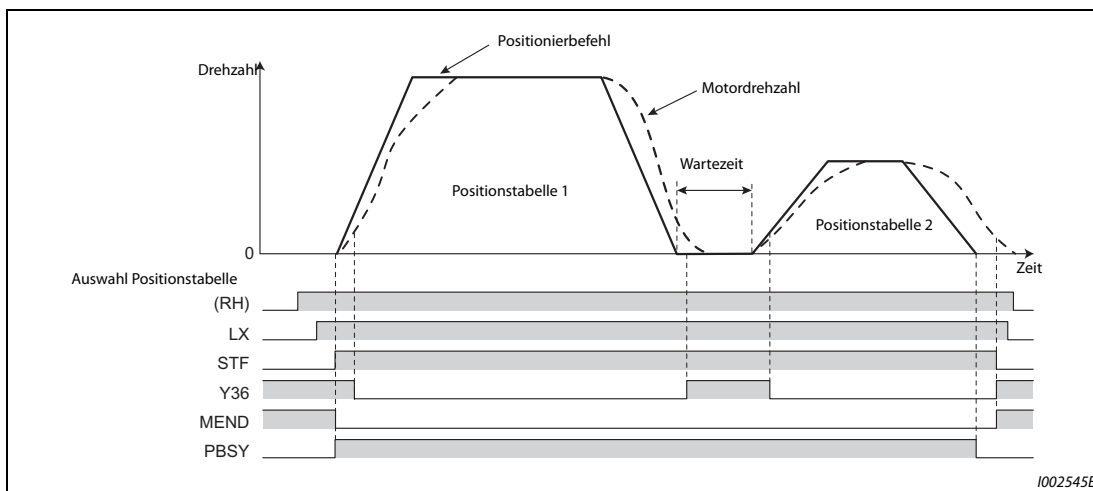 Positionierbefehl
Drehzahl
Motordrehzahl
Wartezeit
Positionstabelle 1
Positionstabelle 2
0
Zeit
Auswahl Positionstabelle
(RH)
LX
STF
Y36
MEND
PBSY
I002545E